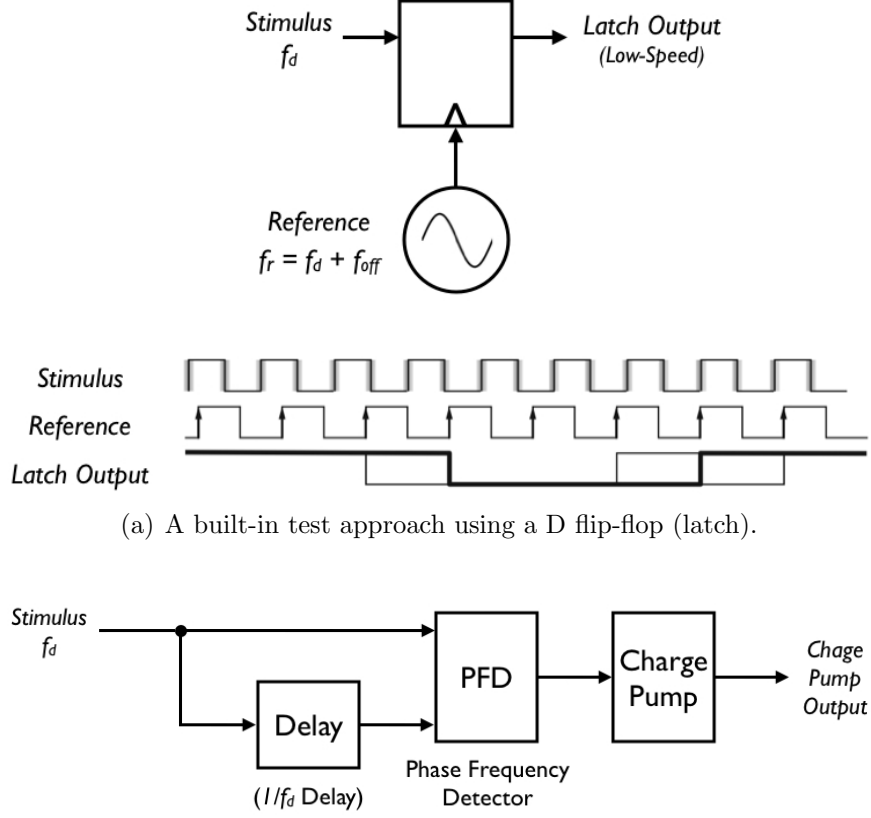 Stimulus
fd
Latch Output
(Low-Speed)
Reference
fr = fd + foff
Stimulus
Reference
Latch Output
(a) A built-in test approach using a D flip-flop (latch).
Stimulus
fd
Delay
(1/fd Delay)
PFD
Phase Frequency
Detector
Charge
Pump
Chage
Pump
Output